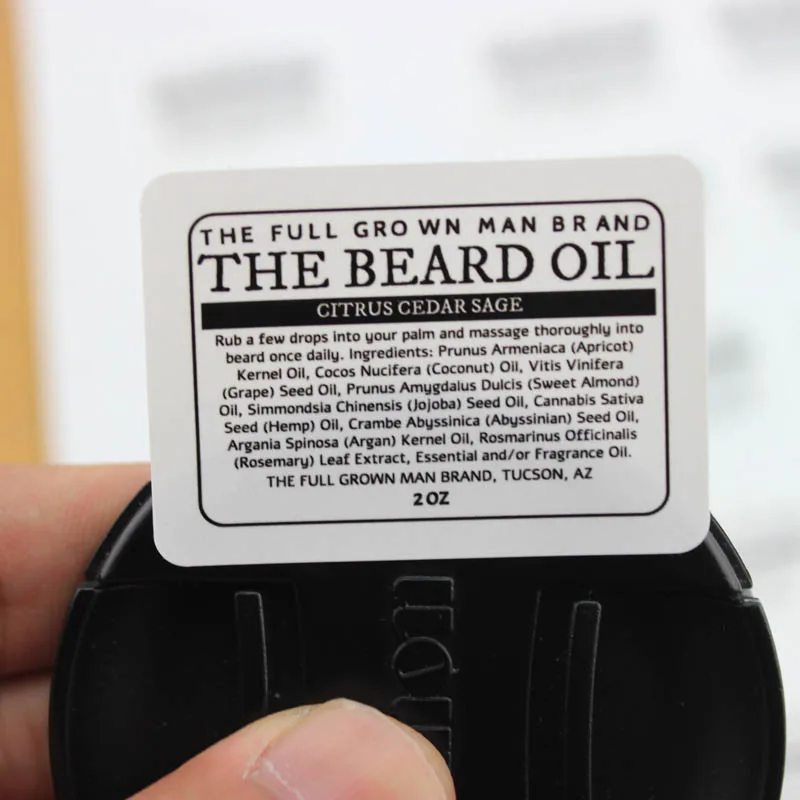 THE FULL GROWN MAN BRAND
THE BEARD OIL
CITRUS CEDAR SAGE
Rub a few drops into your palm and massage thoroughly into
beard once daily. Ingredients: Prunus Armeniaca (Apricot)
Kernel Oil, Cocos Nucifera (Coconut) Oil, Vitis Vinifera
(Grape) Seed Oil, Prunus Amygdalus Dulcis (Sweet Almond)
Oil, Simmondsia Chinensis (Jojoba) Seed Oil, Cannabis Sativa
Seed (Hemp) Oil, Crambe Abyssinica (Abyssinian) Seed Oil,
Argania Spinosa (Argan) Kernel Oil, Rosmarinus Officinalis
(Rosemary) Leaf Extract, Essential and/or Fragrance Oil.
THE FULL GROWN MAN BRAND, TUCSON, AZ
2 OZ